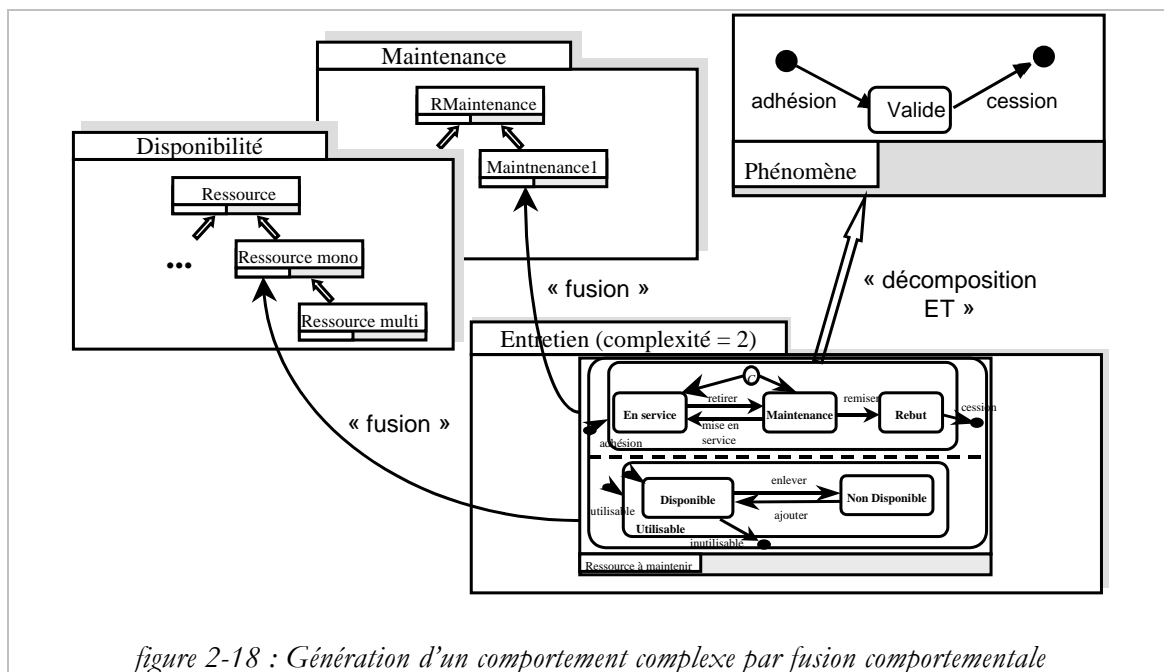 Maintenance
RMaintenance
Maintnenance1
Disponibilité
Ressource
...
Ressource mono
Ressource multi
adhésion
Valide
cession
Phénomène
« fusion »
« décomposition
ET »
« fusion »
Entretien (complexité = 2)
C
En service
retirer
Maintenance
remiser
Rebut
cession
mise en
service
adhésion
utilisable
Disponible
enlever
Non Disponible
ajouter
Utilisable
inutilisable
Ressource à maintenir
figure 2-18 : Génération d'un comportement complexe par fusion comportementale